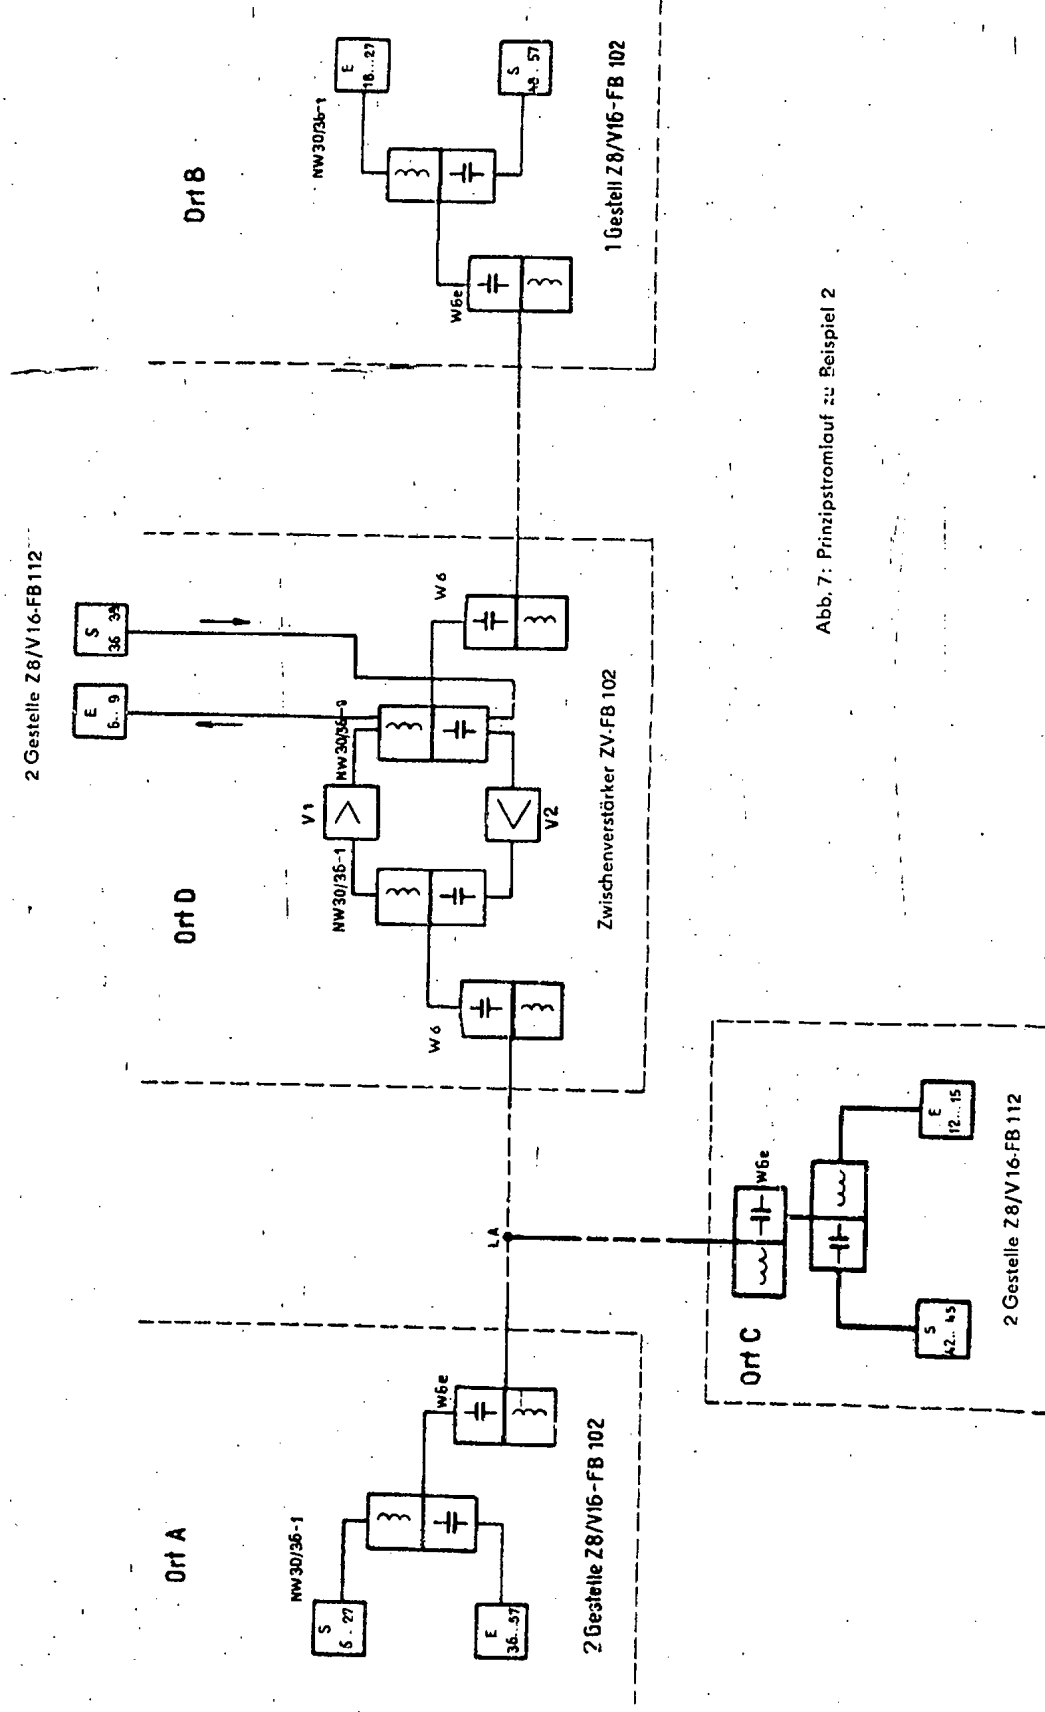 Ort A
NW30/36-1
S
6..27
E
36..57
W6e
2 Gestelle Z8/V16-FB 102
LA
Ort C
W6e
S
42..45
E
12...15
2 Gestelle Z8/V16-FB 112
Ort D
2 Gestelle Z8/V16-FB112
E
6..9
S
36 39
W6
NW30/36-1
V1
V2
NW30/36-9
W6
Zwischenverstärker ZV-FB 102
Ort B
NW30/36-1
E
18...27
S
48..57
W6e
1 Gestell Z8/V16-FB 102
Abb. 7: Prinzipstromlauf zu Beispiel 2